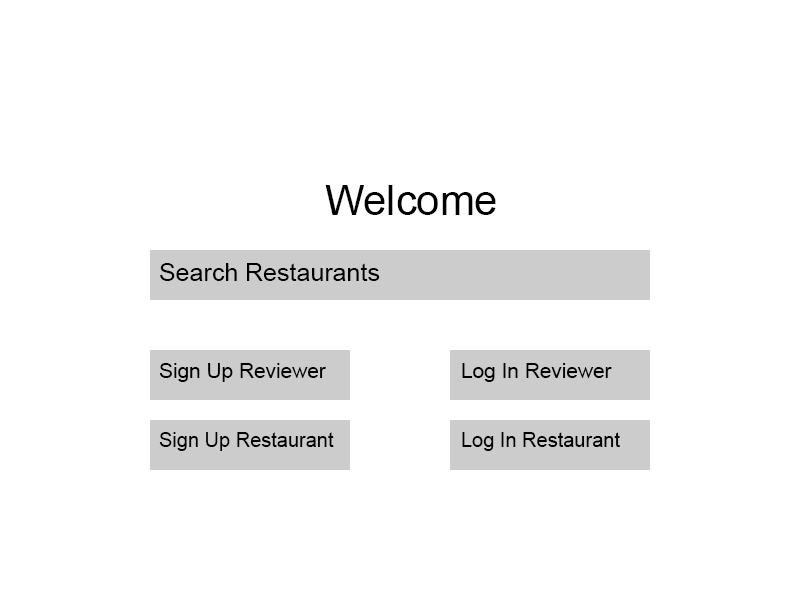 Welcome
Search Restaurants
Sign Up Reviewer
Log In Reviewer
Sign Up Restaurant
Log In Restaurant